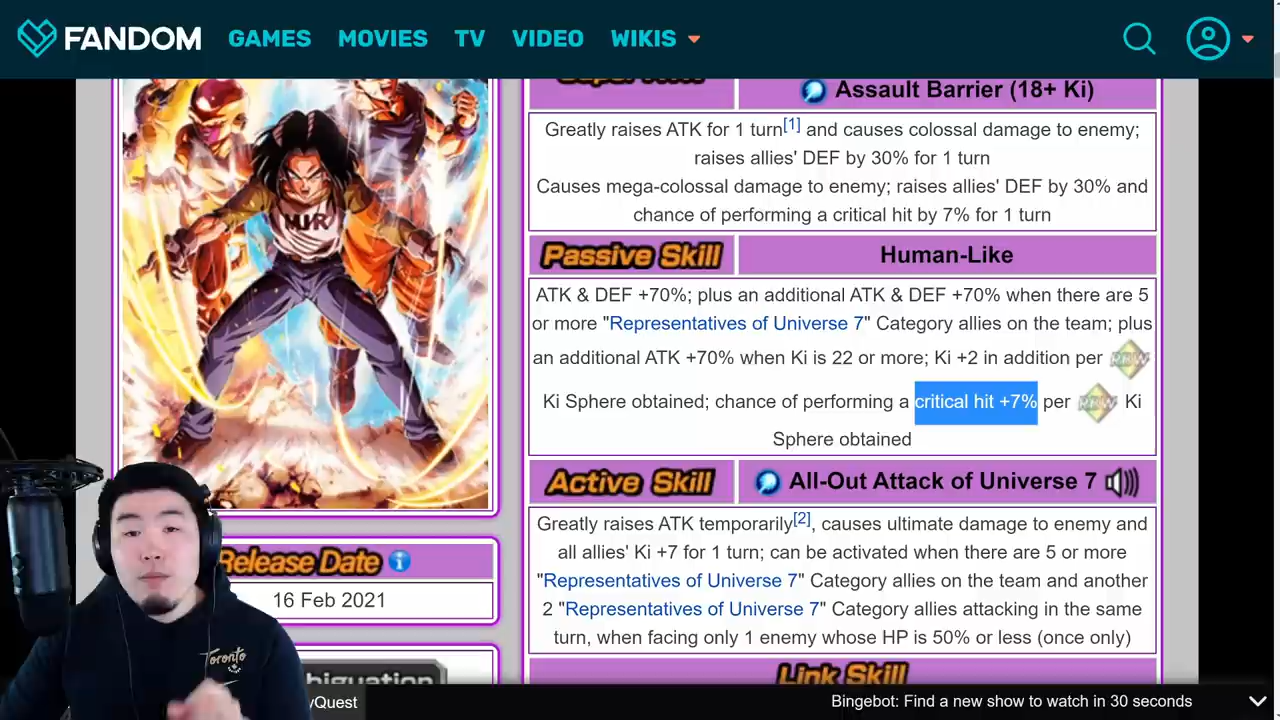 FANDOM GAMES MOVIES TV VIDEO WIKIS
Assault Barrier (18+ Ki)
Greatly raises ATK for 1 turn[1] and causes colossal damage to enemy;
raises allies' DEF by 30% for 1 turn
Causes mega-colossal damage to enemy; raises allies' DEF by 30% and
chance of performing a critical hit by 7% for 1 turn
Passive Skill Human-Like
ATK & DEF +70%; plus an additional ATK & DEF +70% when there are 5
or more "Representatives of Universe 7" Category allies on the team; plus
an additional ATK +70% when Ki is 22 or more; Ki +2 in addition per RBW
Ki Sphere obtained; chance of performing a critical hit +7% per RBW Ki
Sphere obtained
Active Skill All-Out Attack of Universe 7
Greatly raises ATK temporarily[2], causes ultimate damage to enemy and
all allies' Ki +7 for 1 turn; can be activated when there are 5 or more
"Representatives of Universe 7" Category allies on the team and another
2 "Representatives of Universe 7" Category allies attacking in the same
turn, when facing only 1 enemy whose HP is 50% or less (once only)
Link Skill
MIR
Release Date
16 Feb 2021
Toronto
yQuest
Bingebot: Find a new show to watch in 30 seconds